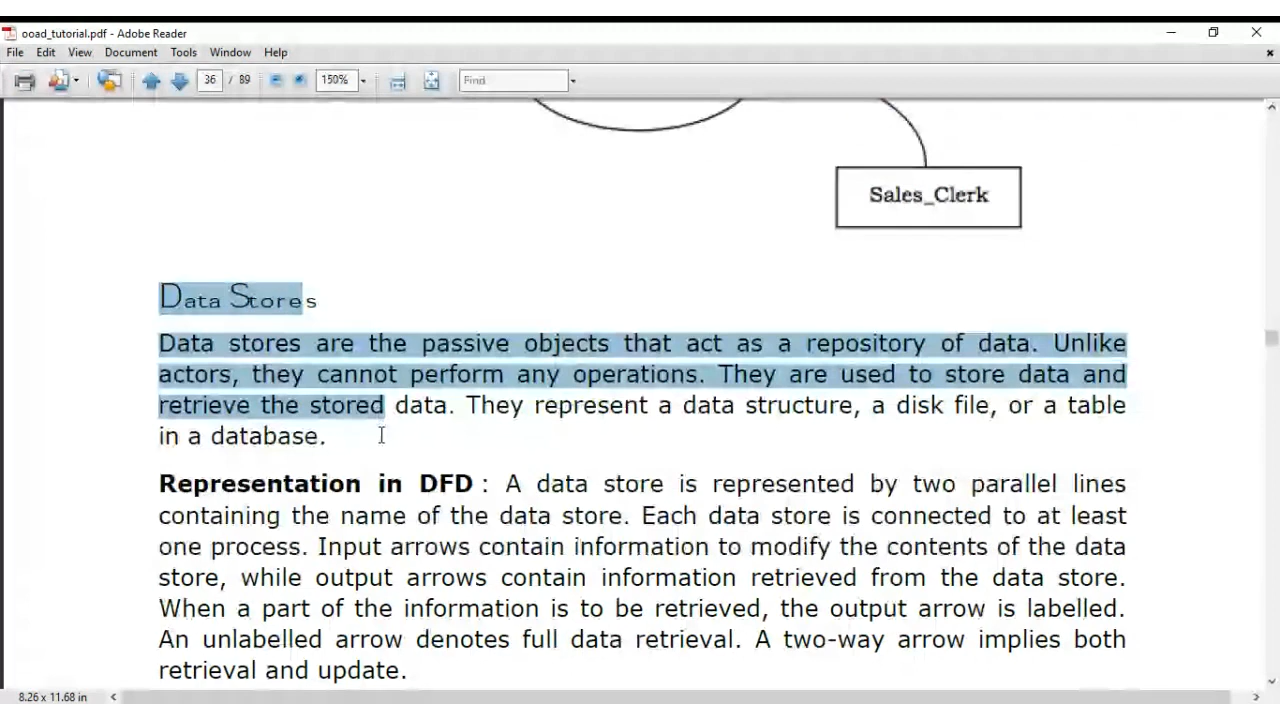 ooad_tutorial.pdf - Adobe Reader
File Edit View Document Tools Window Help
36 / 89 150% Find
Sales_Clerk
Data Stores
Data stores are the passive objects that act as a repository of data. Unlike
actors, they cannot perform any operations. They are used to store data and
retrieve the stored data. They represent a data structure, a disk file, or a table
in a database.
Representation in DFD : A data store is represented by two parallel lines
containing the name of the data store. Each data store is connected to at least
one process. Input arrows contain information to modify the contents of the data
store, while output arrows contain information retrieved from the data store.
When a part of the information is to be retrieved, the output arrow is labelled.
An unlabelled arrow denotes full data retrieval. A two-way arrow implies both
retrieval and update.
8.26 x 11.68 in